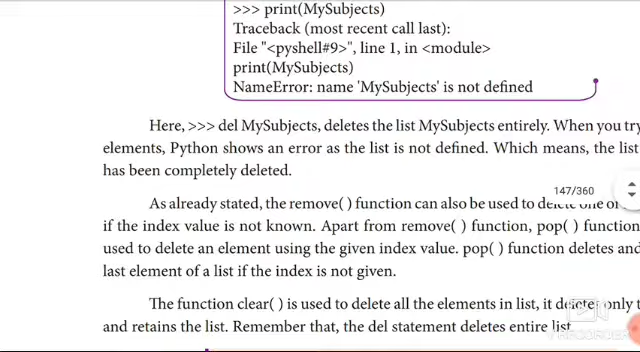 >>> print(MySubjects)
Traceback (most recent call last):
File "<pyshell#9>", line 1, in <module>
print(MySubjects)
NameError: name 'MySubjects' is not defined
Here, >>> del MySubjects, deletes the list MySubjects entirely. When you try
elements, Python shows an error as the list is not defined. Which means, the list
has been completely deleted.
147/360
As already stated, the remove( ) function can also be used to delete one or
if the index value is not known. Apart from remove( ) function, pop( ) function
used to delete an element using the given index value. pop( ) function deletes and
last element of a list if the index is not given.
The function clear( ) is used to delete all the elements in list, it deletes only
and retains the list. Remember that, the del statement deletes entire list.